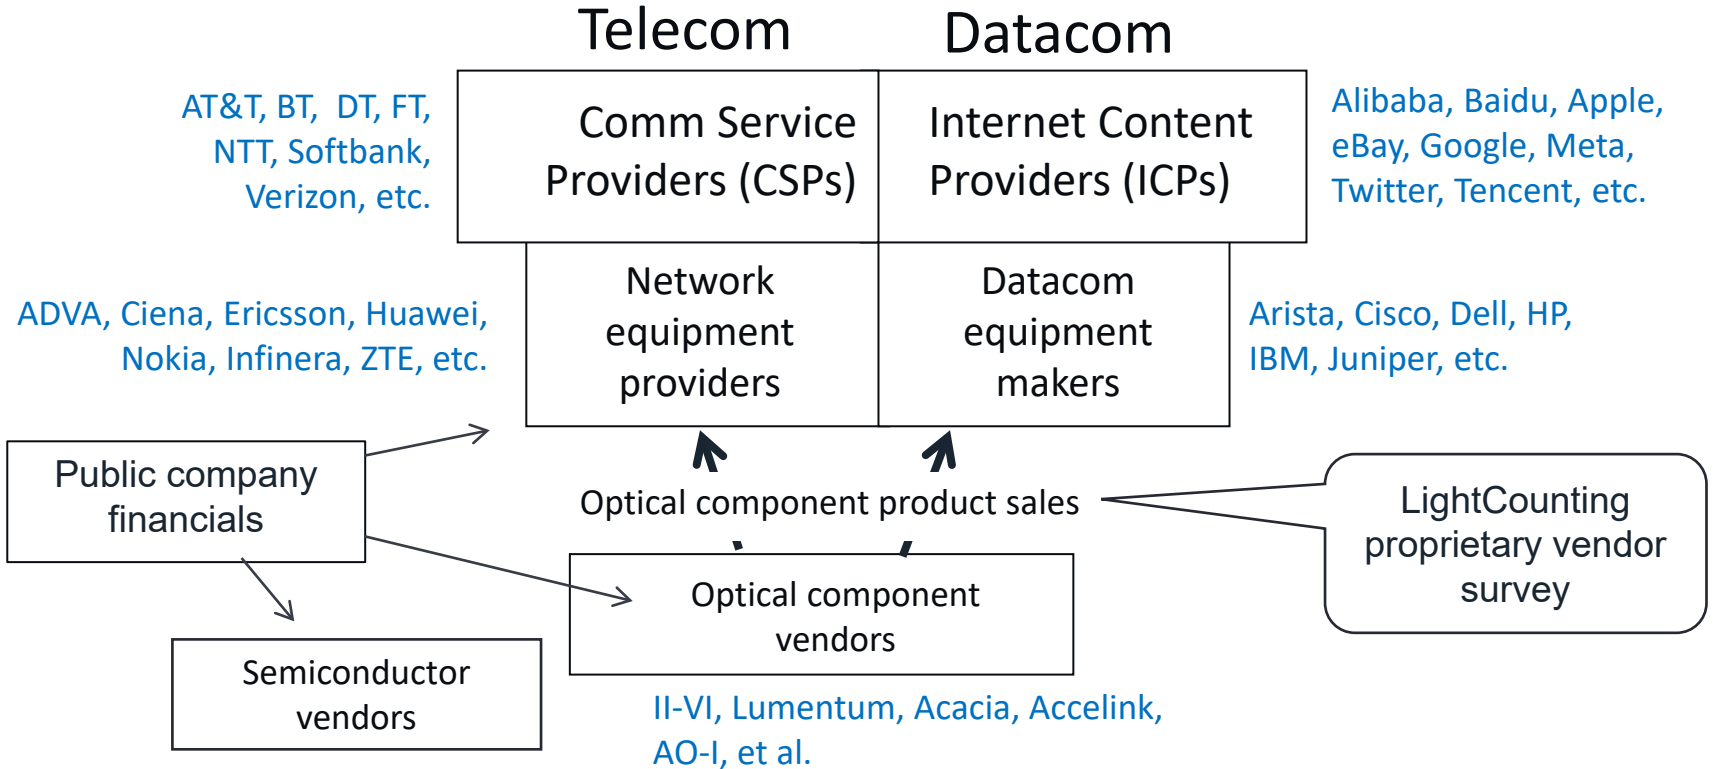 Telecom
Datacom
AT&T, BT,  DT, FT,
NTT, Softbank,
Verizon, etc.
Comm Service
Providers (CSPs)
Internet Content
Providers (ICPs)
Alibaba, Baidu, Apple,
eBay, Google, Meta,
Twitter, Tencent, etc.
ADVA, Ciena, Ericsson, Huawei,
Nokia, Infinera, ZTE, etc.
Network
equipment
providers
Datacom
equipment
makers
Arista, Cisco, Dell, HP,
IBM, Juniper, etc.
Public company
financials
Optical component product sales
LightCounting
proprietary vendor
survey
Optical component
vendors
Semiconductor
vendors
II-VI, Lumentum, Acacia, Accelink,
AO-I, et al.